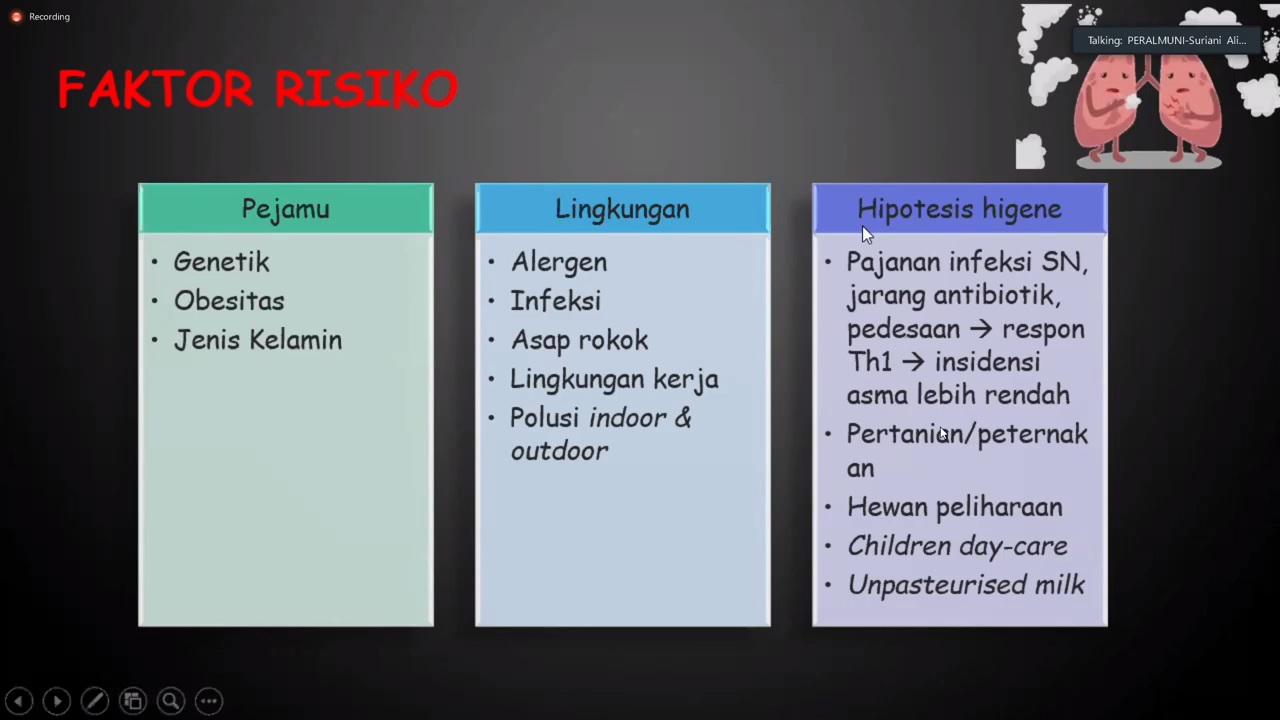 Recording
Talking: PERALMUNI-Suriani Ali...
FAKTOR RISIKO
Pejamu
• Genetik
• Obesitas
• Jenis Kelamin
Lingkungan
• Alergen
• Infeksi
• Asap rokok
• Lingkungan kerja
• Polusi indoor &
outdoor
Hipotesis higene
• Pajanan infeksi SN,
jarang antibiotik,
pedesaan → respon
Th1 → insidensi
asma lebih rendah
• Pertanian/peternak
an
• Hewan peliharaan
• Children day-care
• Unpasteurised milk